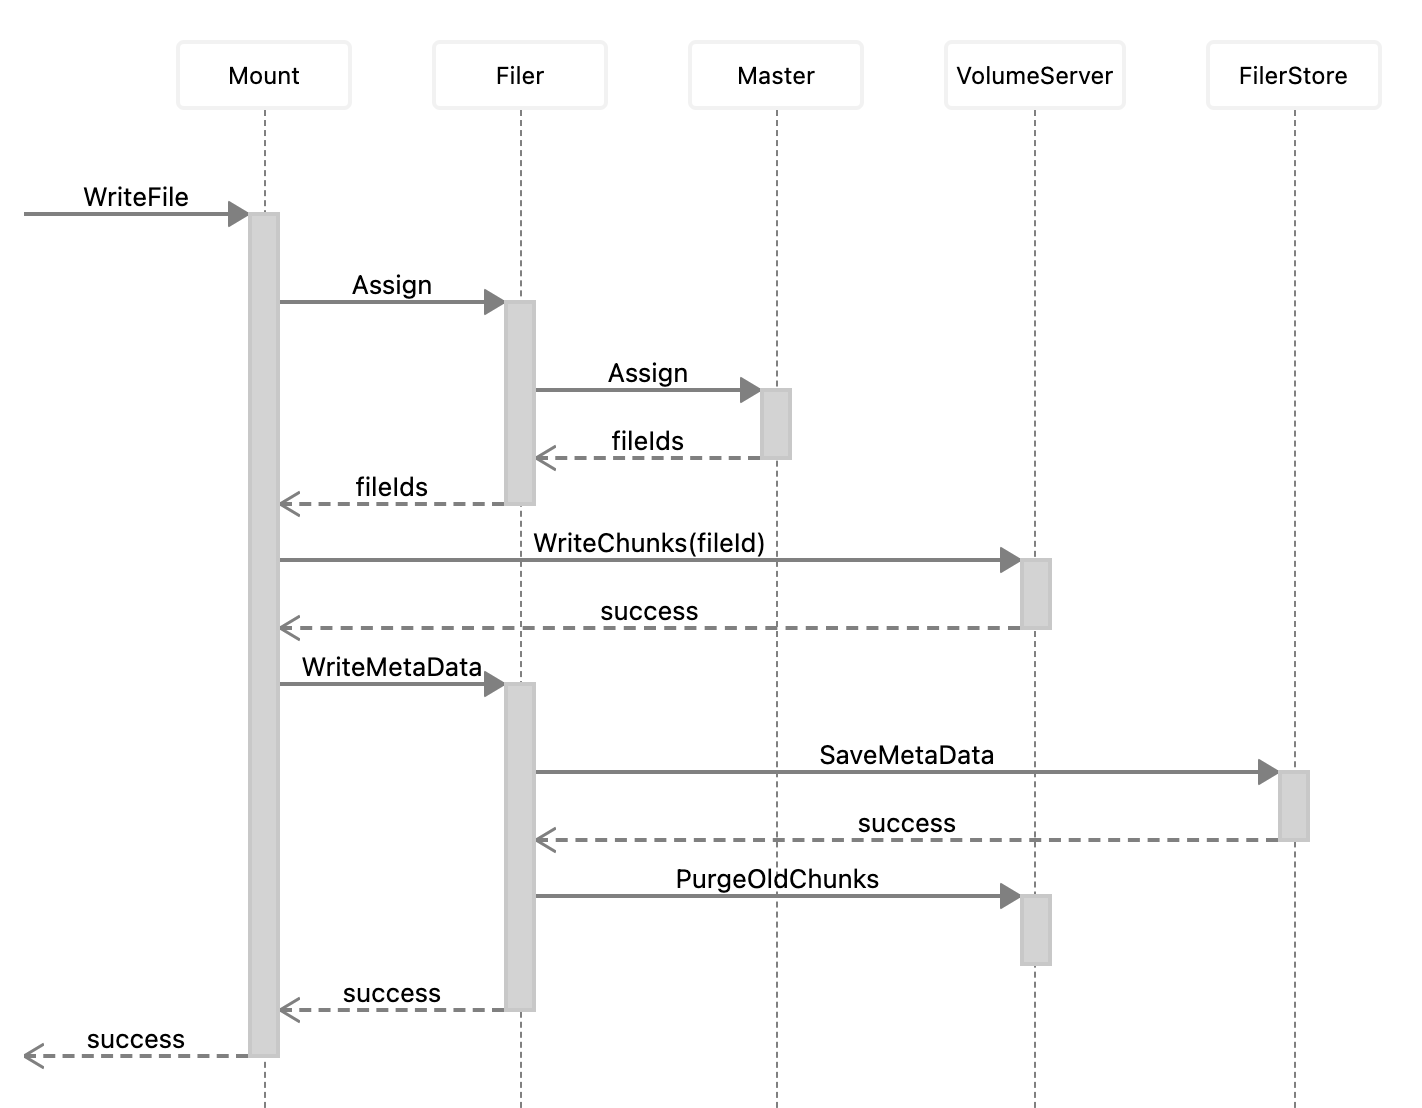 Mount
Filer
Master
VolumeServer
FilerStore
WriteFile
Assign
Assign
fileIds
fileIds
WriteChunks(fileId)
success
WriteMetaData
SaveMetaData
success
PurgeOldChunks
success
success